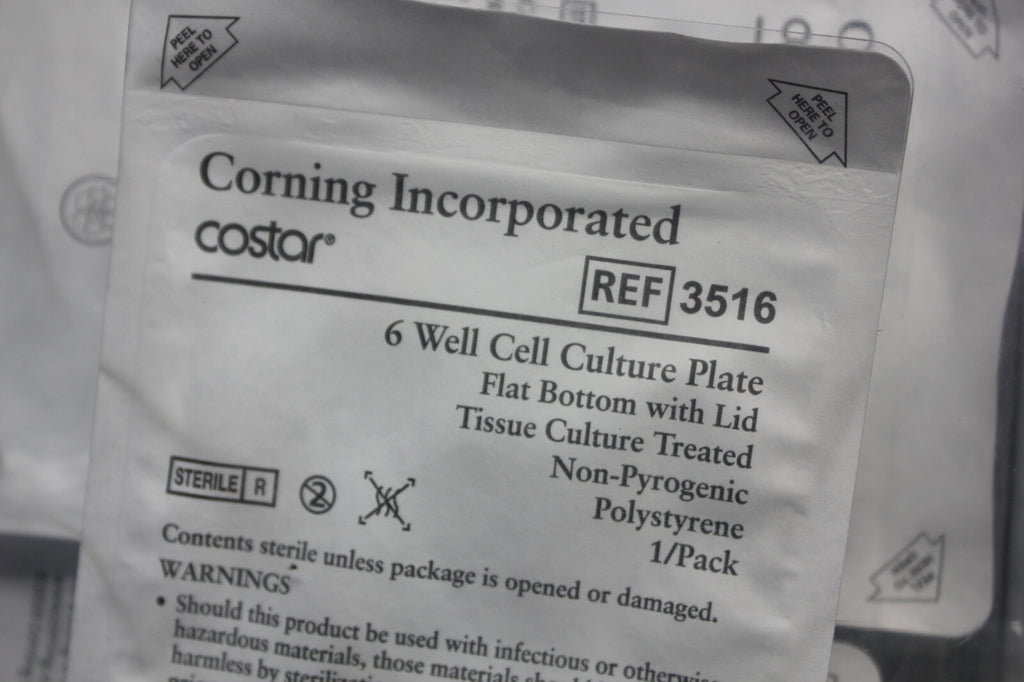 PEEL
HERE TO
OPEN
PEEL
HERE TO
OPEN
Corning Incorporated
costar®
REF 3516
6 Well Cell Culture Plate
Flat Bottom with Lid
Tissue Culture Treated
Non-Pyrogenic
Polystyrene
1/Pack
STERILE R
2
Contents sterile unless package is opened or damaged.
WARNINGS
• Should this product be used with infectious or otherwise
hazardous materials, those materials
harmless by